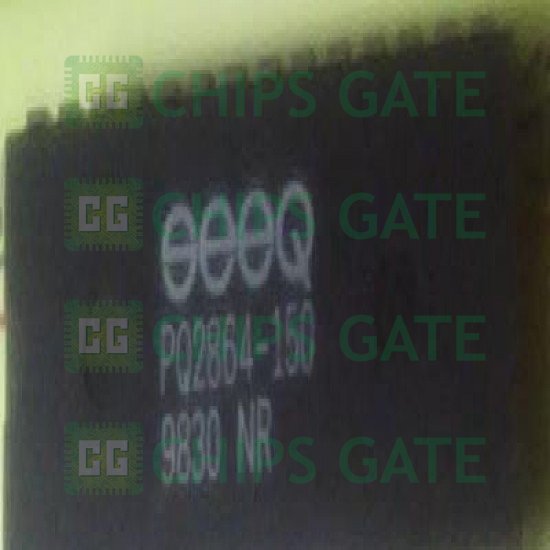 CG CHIPS GATE
CG CHIPS GATE
seeQ
CG CHIPS GATE
PQ2864-150
CG CHIPS GATE
9830 NR